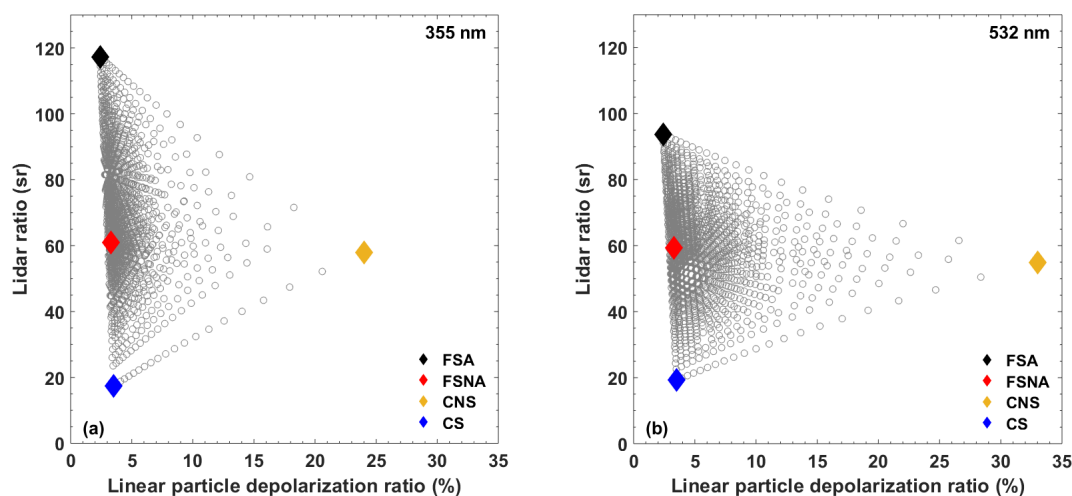 355 nm
120
100
80
60
40
20
0
Lidar ratio (sr)
FSA
FSNA
CNS
CS
(a)
0 5 10 15 20 25 30 35
Linear particle depolarization ratio (%)
532 nm
120
100
80
60
40
20
0
Lidar ratio (sr)
FSA
FSNA
CNS
CS
(b)
0 5 10 15 20 25 30 35
Linear particle depolarization ratio (%)